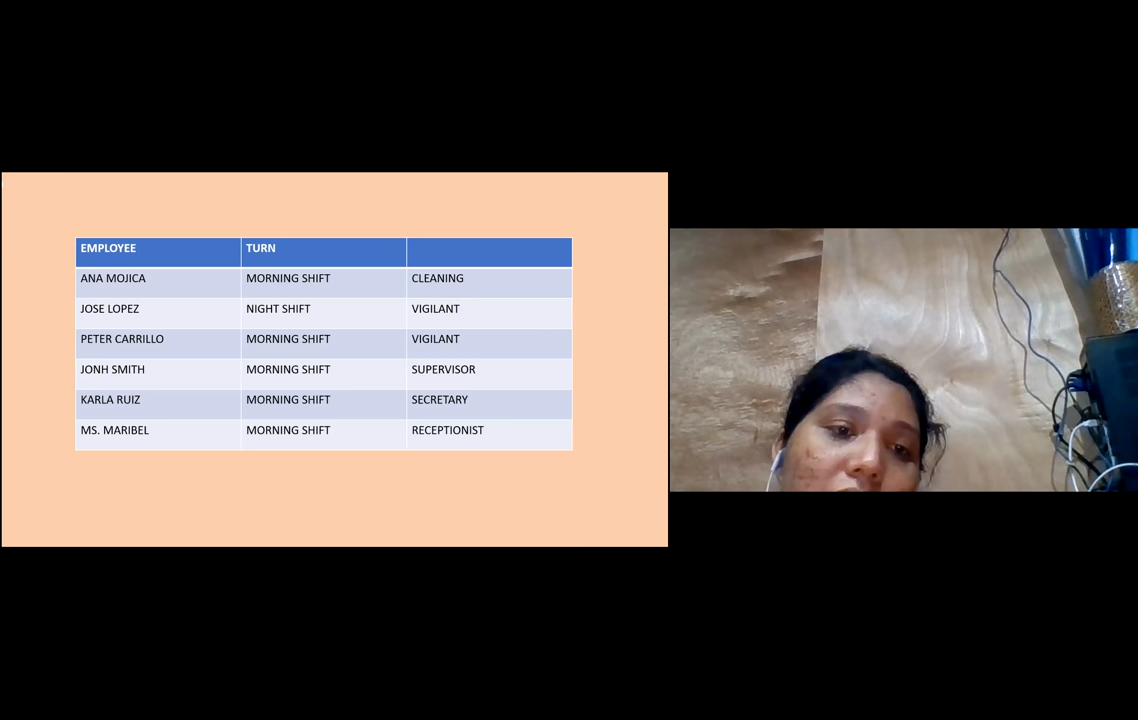 EMPLOYEE TURN
ANA MOJICA MORNING SHIFT CLEANING
JOSE LOPEZ NIGHT SHIFT VIGILANT
PETER CARRILLO MORNING SHIFT VIGILANT
JONH SMITH MORNING SHIFT SUPERVISOR
KARLA RUIZ MORNING SHIFT SECRETARY
MS. MARIBEL MORNING SHIFT RECEPTIONIST